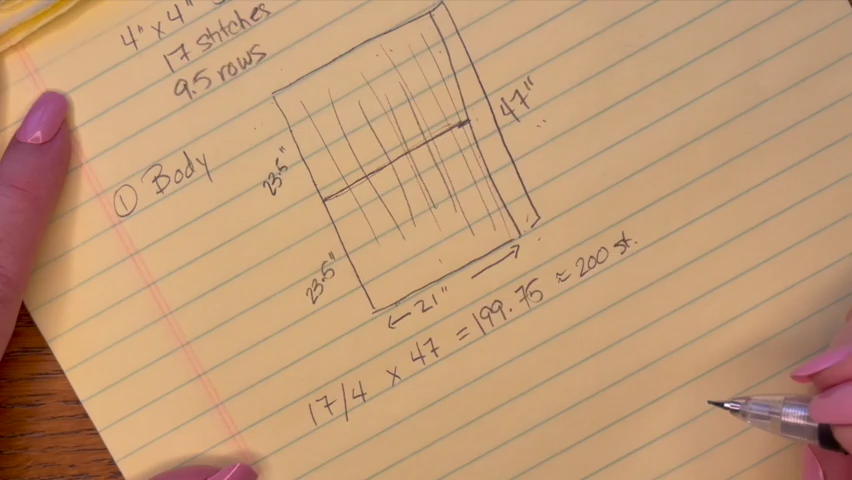 4" x 4"
17 stitches
9.5 rows
① Body
23.5"
47"
23.5"
← 21" →
17/4 x 47 = 199.75 ≈ 200 st.